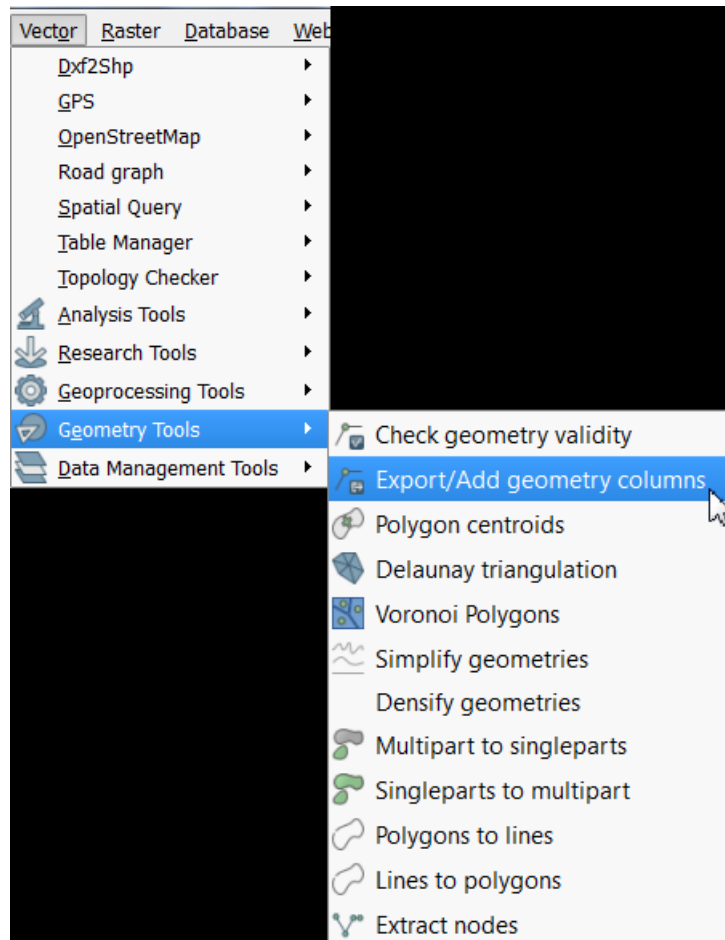 Vector Raster Database Web
Dxf2Shp
GPS
OpenStreetMap
Road graph
Spatial Query
Table Manager
Topology Checker
Analysis Tools
Research Tools
Geoprocessing Tools
Geometry Tools
Data Management Tools
Check geometry validity
Export/Add geometry columns
Polygon centroids
Delaunay triangulation
Voronoi Polygons
Simplify geometries
Densify geometries
Multipart to singleparts
Singleparts to multipart
Polygons to lines
Lines to polygons
Extract nodes